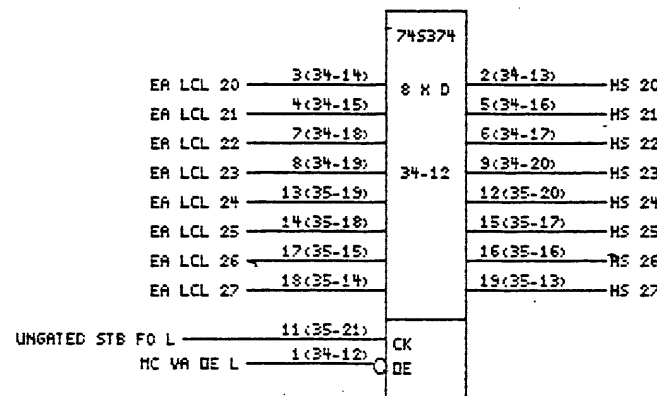 74S374
EA LCL 20 3(34-14) 8 X D 2(34-13) HS 20
EA LCL 21 4(34-15) 5(34-16) HS 21
EA LCL 22 7(34-18) 6(34-17) HS 22
EA LCL 23 8(34-19) 34-12 9(34-20) HS 23
EA LCL 24 13(35-19) 12(35-20) HS 24
EA LCL 25 14(35-18) 15(35-17) HS 25
EA LCL 26 17(35-15) 16(35-16) HS 26
EA LCL 27 18(35-14) 19(35-13) HS 27
UNGATED STB FO L 11(35-21) CK
MC VA OE L 1(34-12) OE